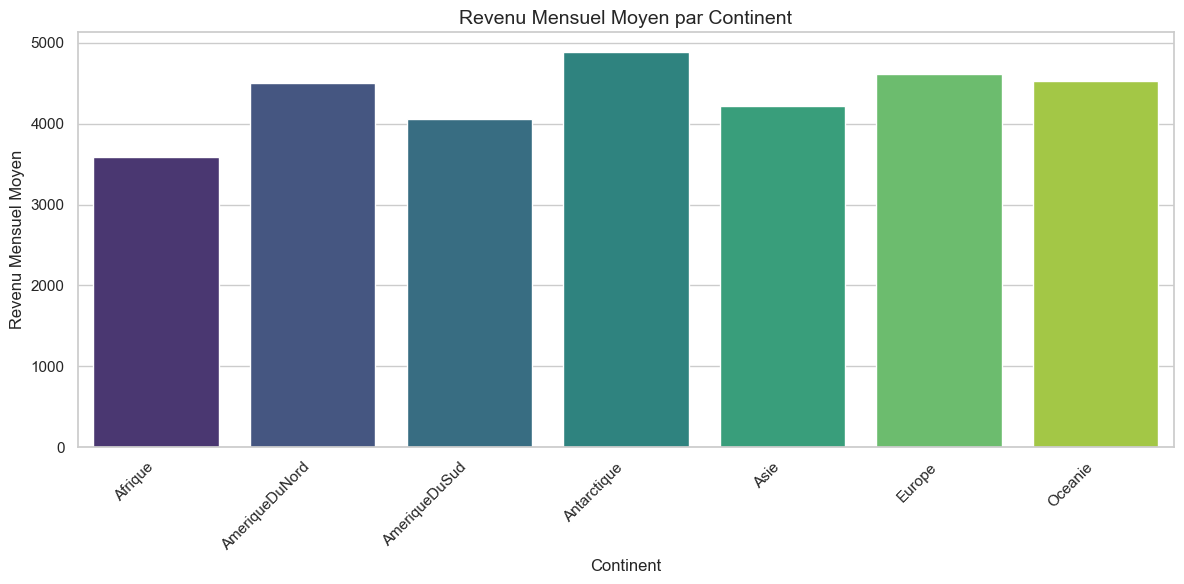 Revenu Mensuel Moyen par Continent
Revenu Mensuel Moyen
5000
4000
3000
2000
1000
0
Afrique
AmeriqueDuNord
AmeriqueDuSud
Antarctique
Asie
Europe
Oceanie
Continent